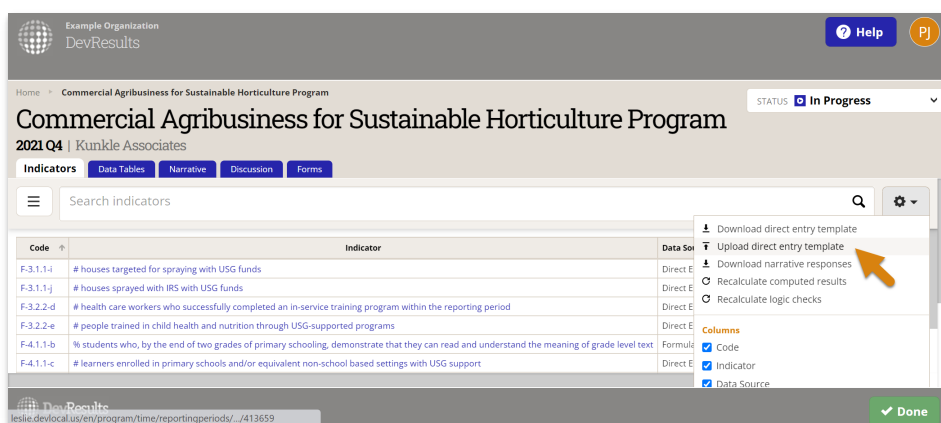 Example Organization
DevResults
Help
PJ
Home
Commercial Agribusiness for Sustainable Horticulture Program
STATUS In Progress
Commercial Agribusiness for Sustainable Horticulture Program
2021 Q4 | Kunkle Associates
Indicators
Data Tables
Narrative
Discussion
Forms
Search indicators
Download direct entry template
Upload direct entry template
Download narrative responses
Recalculate computed results
Recalculate logic checks
Columns
Code
Indicator
Data Source
Code Indicator Data Sou
F-3.1.1-i # houses targeted for spraying with USG funds Direct E
F-3.1.1-j # houses sprayed with IRS with USG funds Direct E
F-3.2.2-d # health care workers who successfully completed an in-service training program within the reporting period Direct E
F-3.2.2-e # people trained in child health and nutrition through USG-supported programs Direct E
F-4.1.1-b % students who, by the end of two grades of primary schooling, demonstrate that they can read and understand the meaning of grade level text Formula
F-4.1.1-c # learners enrolled in primary schools and/or equivalent non-school based settings with USG support Direct E
DevResults
leslie.devlocal.us/en/program/time/reportingperiods/.../413659
Done